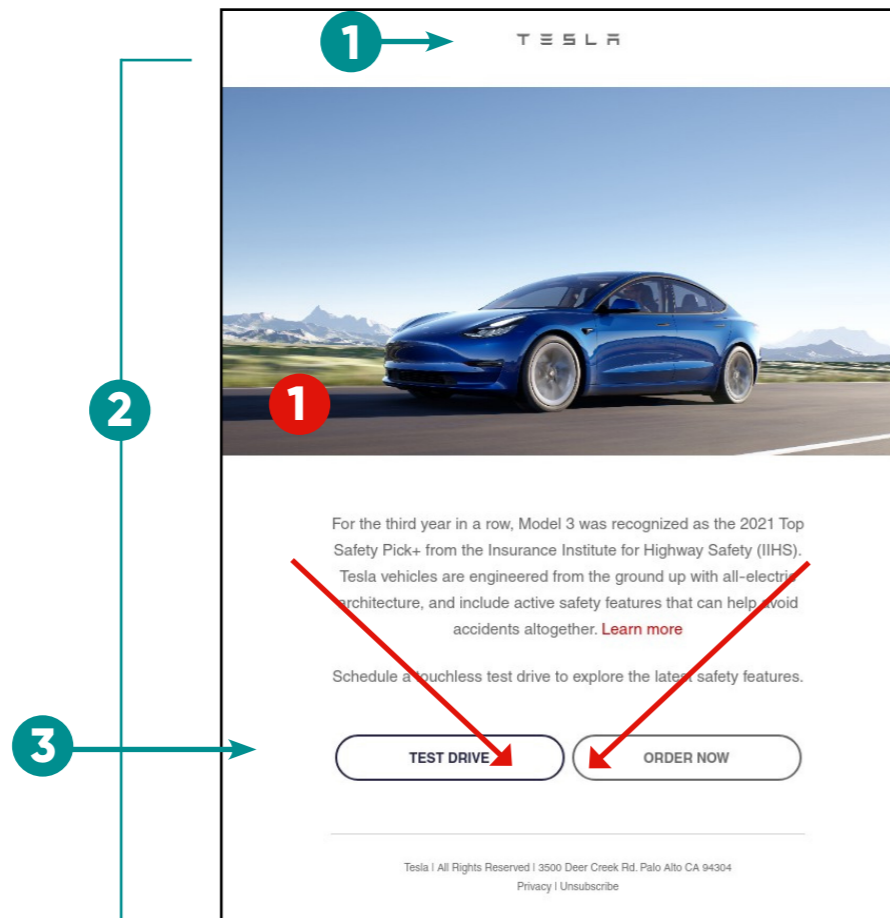 1
TESLA
2
1
For the third year in a row, Model 3 was recognized as the 2021 Top
Safety Pick+ from the Insurance Institute for Highway Safety (IIHS).
Tesla vehicles are engineered from the ground up with all-electric
architecture, and include active safety features that can help avoid
accidents altogether. Learn more
Schedule a touchless test drive to explore the latest safety features.
3
TEST DRIVE
ORDER NOW
Tesla | All Rights Reserved | 3500 Deer Creek Rd. Palo Alto CA 94304
Privacy | Unsubscribe